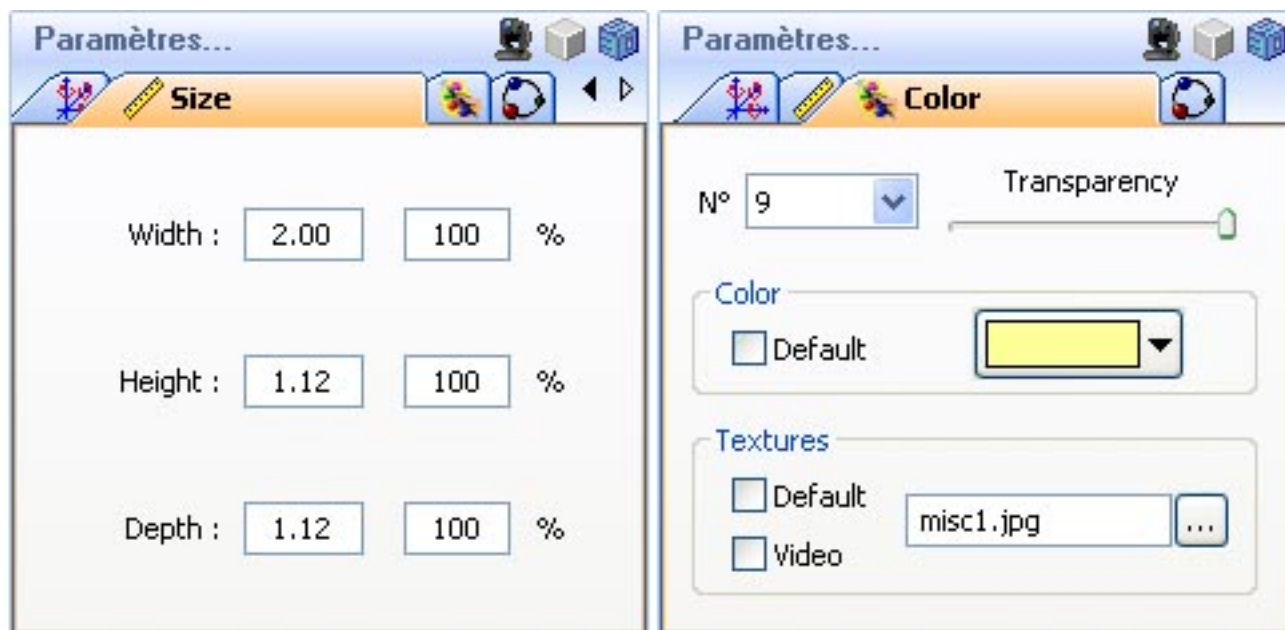 Paramètres...
Size
Width : 2.00 100 %
Height : 1.12 100 %
Depth : 1.12 100 %
Paramètres...
Color
N° 9 Transparency
Color
Default
Textures
Default
misc1.jpg ...
Video